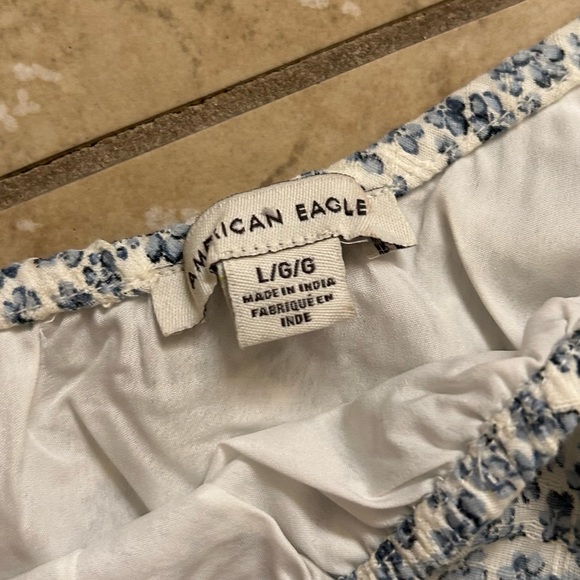 AMERICAN EAGLE
L/G/G
MADE IN INDIA
FABRIQUÉ EN
INDE